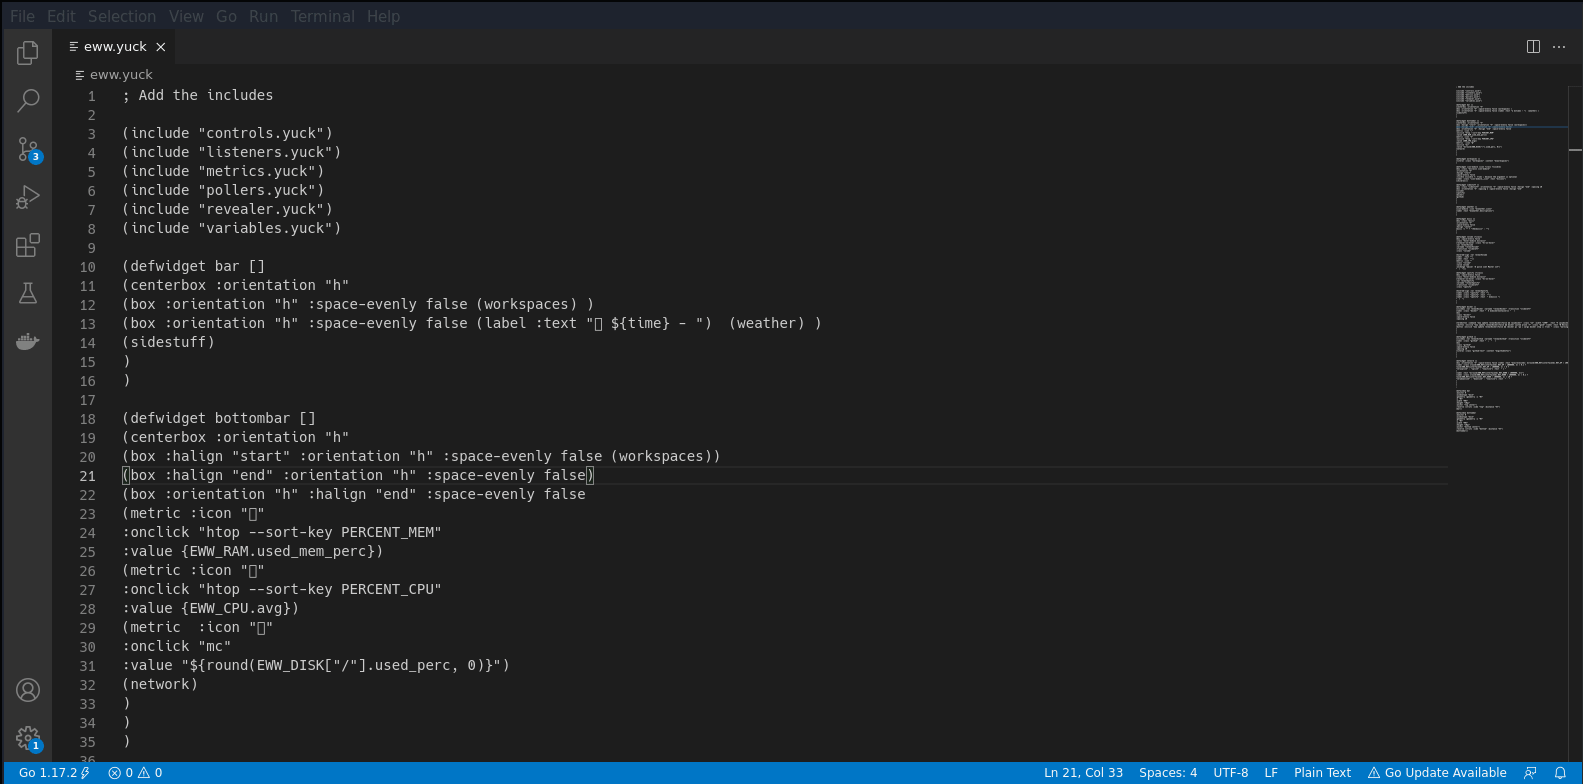 File Edit Selection View Go Run Terminal Help
eww.yuck
eww.yuck
1 ; Add the includes
2
3 (include "controls.yuck")
4 (include "listeners.yuck")
5 (include "metrics.yuck")
6 (include "pollers.yuck")
7 (include "revealer.yuck")
8 (include "variables.yuck")
9
10 (defwidget bar []
11 (centerbox :orientation "h"
12 (box :orientation "h" :space-evenly false (workspaces) )
13 (box :orientation "h" :space-evenly false (label :text "▯ ${time} - ")  (weather) )
14 (sidestuff)
15 )
16 )
17
18 (defwidget bottombar []
19 (centerbox :orientation "h"
20 (box :halign "start" :orientation "h" :space-evenly false (workspaces))
21 (box :halign "end" :orientation "h" :space-evenly false)
22 (box :orientation "h" :halign "end" :space-evenly false
23 (metric :icon "▯"
24 :onclick "htop --sort-key PERCENT_MEM"
25 :value {EWW_RAM.used_mem_perc})
26 (metric :icon "▯"
27 :onclick "htop --sort-key PERCENT_CPU"
28 :value {EWW_CPU.avg})
29 (metric  :icon "▯"
30 :onclick "mc"
31 :value "${round(EWW_DISK["/"].used_perc, 0)}")
32 (network)
33 )
34 )
35 )
36
3
1
Go 1.17.2 0 0 Ln 21, Col 33 Spaces: 4 UTF-8 LF Plain Text Go Update Available